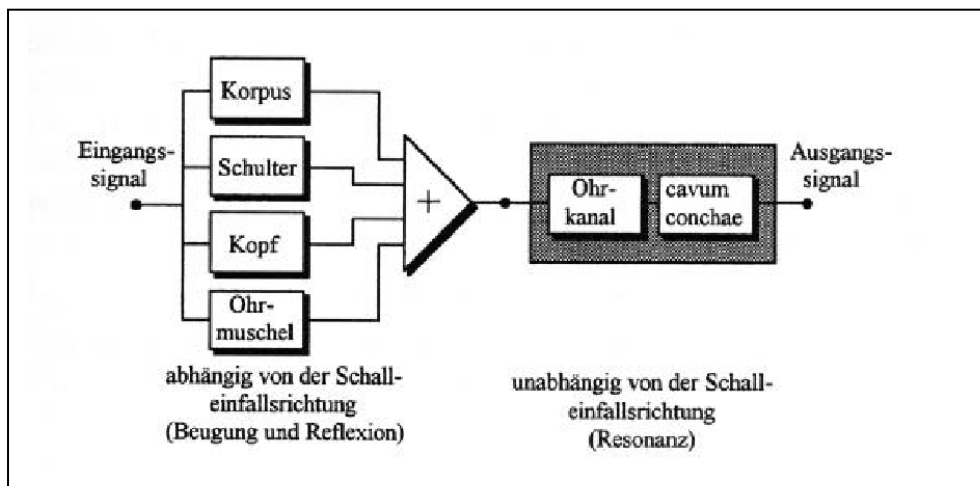 Korpus
Eingangs-
signal
Schulter
Kopf
Ohr-
muschel
+
Ohr-
kanal
cavum
conchae
Ausgangs-
signal
abhängig von der Schall-
einfallsrichtung
(Beugung und Reflexion)
unabhängig von der Schall-
einfallsrichtung
(Resonanz)